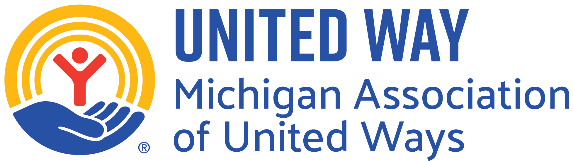 UNITED WAY
Michigan Association
of United Ways
®